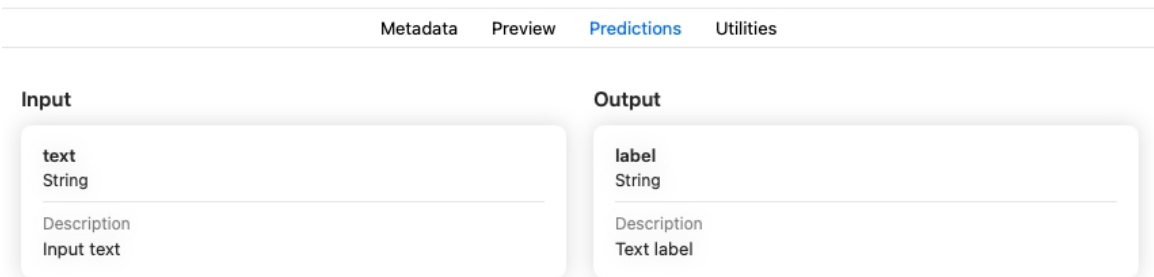 Metadata Preview Predictions Utilities
Input
text
String
Description
Input text
Output
label
String
Description
Text label